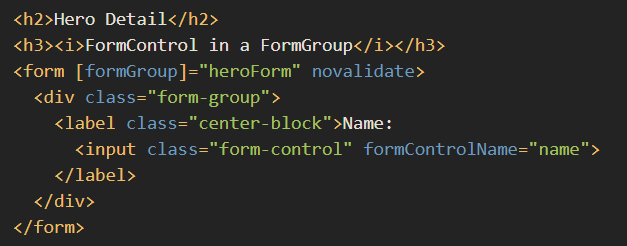 <h2>Hero Detail</h2>
<h3><i>FormControl in a FormGroup</i></h3>
<form [formGroup]="heroForm" novalidate>
  <div class="form-group">
    <label class="center-block">Name:
      <input class="form-control" formControlName="name">
    </label>
  </div>
</form>